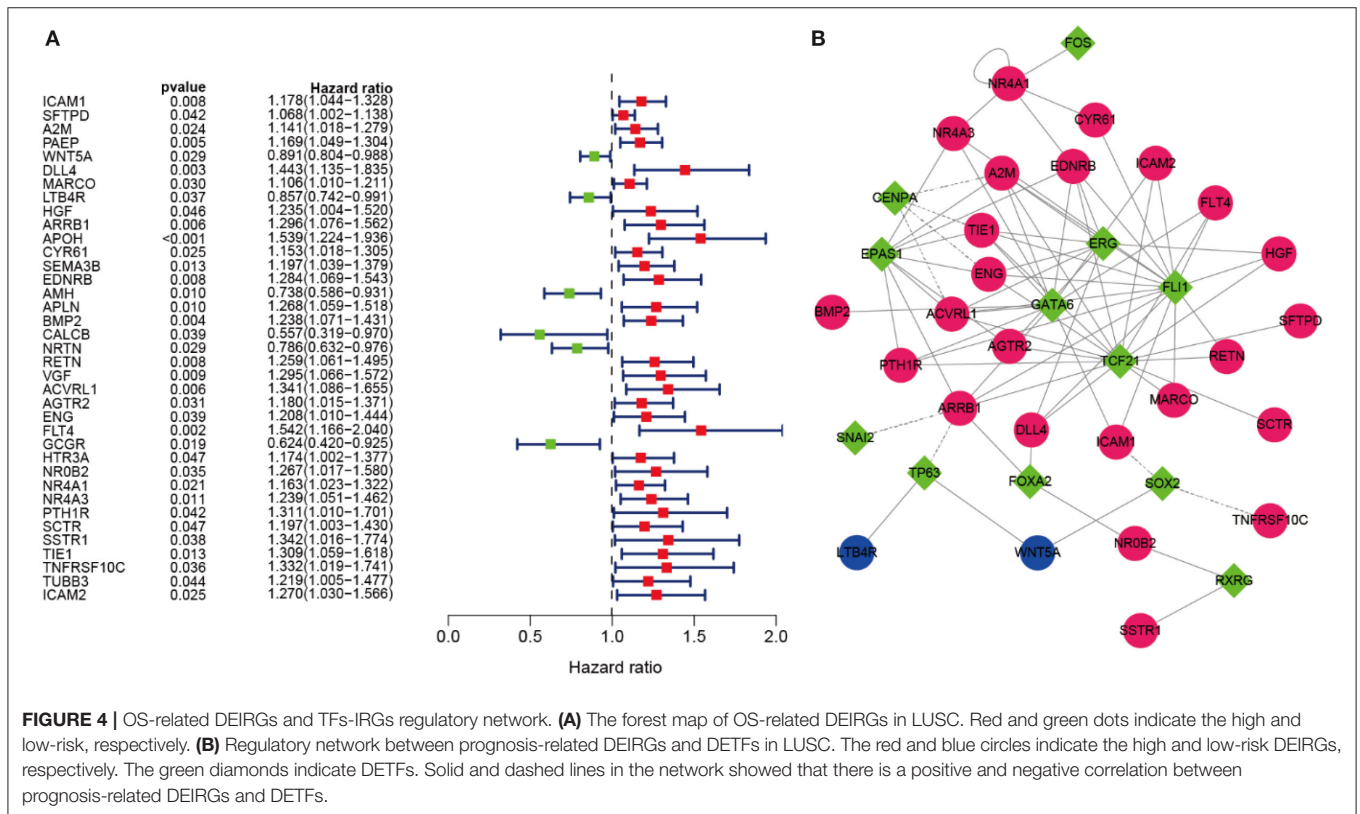 A
pvalue Hazard ratio
ICAM1 0.008 1.178(1.044−1.328)
SFTPD 0.042 1.068(1.002−1.138)
A2M 0.024 1.141(1.018−1.279)
PAEP 0.005 1.169(1.049−1.304)
WNT5A 0.029 0.891(0.804−0.988)
DLL4 0.003 1.443(1.135−1.835)
MARCO 0.030 1.106(1.010−1.211)
LTB4R 0.037 0.857(0.742−0.991)
HGF 0.046 1.235(1.004−1.520)
ARRB1 0.006 1.296(1.076−1.562)
APOH <0.001 1.539(1.224−1.936)
CYR61 0.025 1.153(1.018−1.305)
SEMA3B 0.013 1.197(1.039−1.379)
EDNRB 0.008 1.284(1.069−1.543)
AMH 0.010 0.738(0.586−0.931)
APLN 0.010 1.268(1.059−1.518)
BMP2 0.004 1.238(1.071−1.431)
CALCB 0.039 0.557(0.319−0.970)
NRTN 0.029 0.786(0.632−0.976)
RETN 0.008 1.259(1.061−1.495)
VGF 0.009 1.295(1.066−1.572)
ACVRL1 0.006 1.341(1.086−1.655)
AGTR2 0.031 1.180(1.015−1.371)
ENG 0.039 1.208(1.010−1.444)
FLT4 0.002 1.542(1.166−2.040)
GCGR 0.019 0.624(0.420−0.925)
HTR3A 0.047 1.174(1.002−1.377)
NR0B2 0.035 1.267(1.017−1.580)
NR4A1 0.021 1.163(1.023−1.322)
NR4A3 0.011 1.239(1.051−1.462)
PTH1R 0.042 1.311(1.010−1.701)
SCTR 0.047 1.197(1.003−1.430)
SSTR1 0.038 1.342(1.016−1.774)
TIE1 0.013 1.309(1.059−1.618)
TNFRSF10C 0.036 1.332(1.019−1.741)
TUBB3 0.044 1.219(1.005−1.477)
ICAM2 0.025 1.270(1.030−1.566)
0.0 0.5 1.0 1.5 2.0
Hazard ratio
B
FOS
NR4A1
CYR61
NR4A3
A2M
EDNRB
ICAM2
CENPA
FLT4
TIE1
ERG
EPAS1
HGF
ENG
FLI1
GATA6
BMP2
ACVRL1
SFTPD
AGTR2
RETN
PTH1R
TCF21
MARCO
ARRB1
SCTR
SNAI2
DLL4
ICAM1
TP63
FOXA2
SOX2
TNFRSF10C
LTB4R
WNT5A
NR0B2
RXRG
SSTR1
FIGURE 4 | OS-related DEIRGs and TFs-IRGs regulatory network. (A) The forest map of OS-related DEIRGs in LUSC. Red and green dots indicate the high and
low-risk, respectively. (B) Regulatory network between prognosis-related DEIRGs and DETFs in LUSC. The red and blue circles indicate the high and low-risk DEIRGs,
respectively. The green diamonds indicate DETFs. Solid and dashed lines in the network showed that there is a positive and negative correlation between
prognosis-related DEIRGs and DETFs.